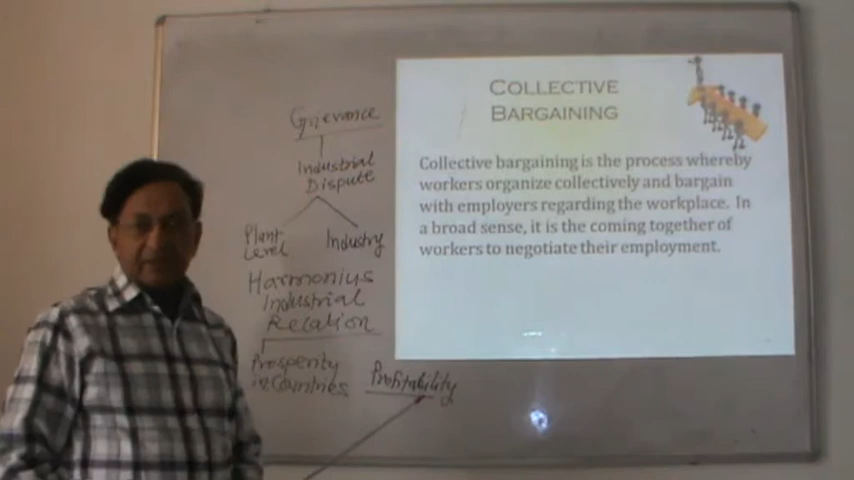 Grievance
Industrial
Dispute
Plant
Level
Industry
Harmonius
Industrial
Relation
Prosperity
in Countries
Profitability
COLLECTIVE
BARGAINING
Collective bargaining is the process whereby
workers organize collectively and bargain
with employers regarding the workplace. In
a broad sense, it is the coming together of
workers to negotiate their employment.